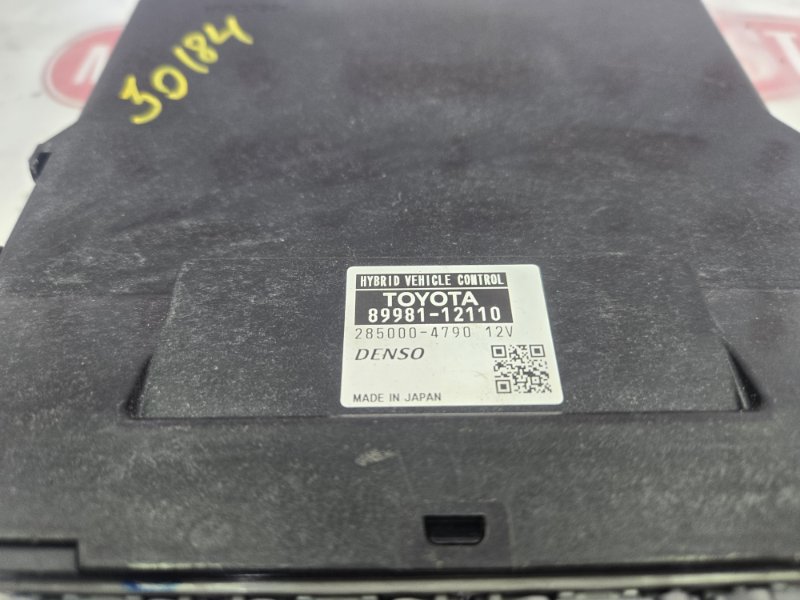 30184
HYBRID VEHICLE CONTROL
TOYOTA
89981-12110
285000-4790 12V
DENSO
MADE IN JAPAN